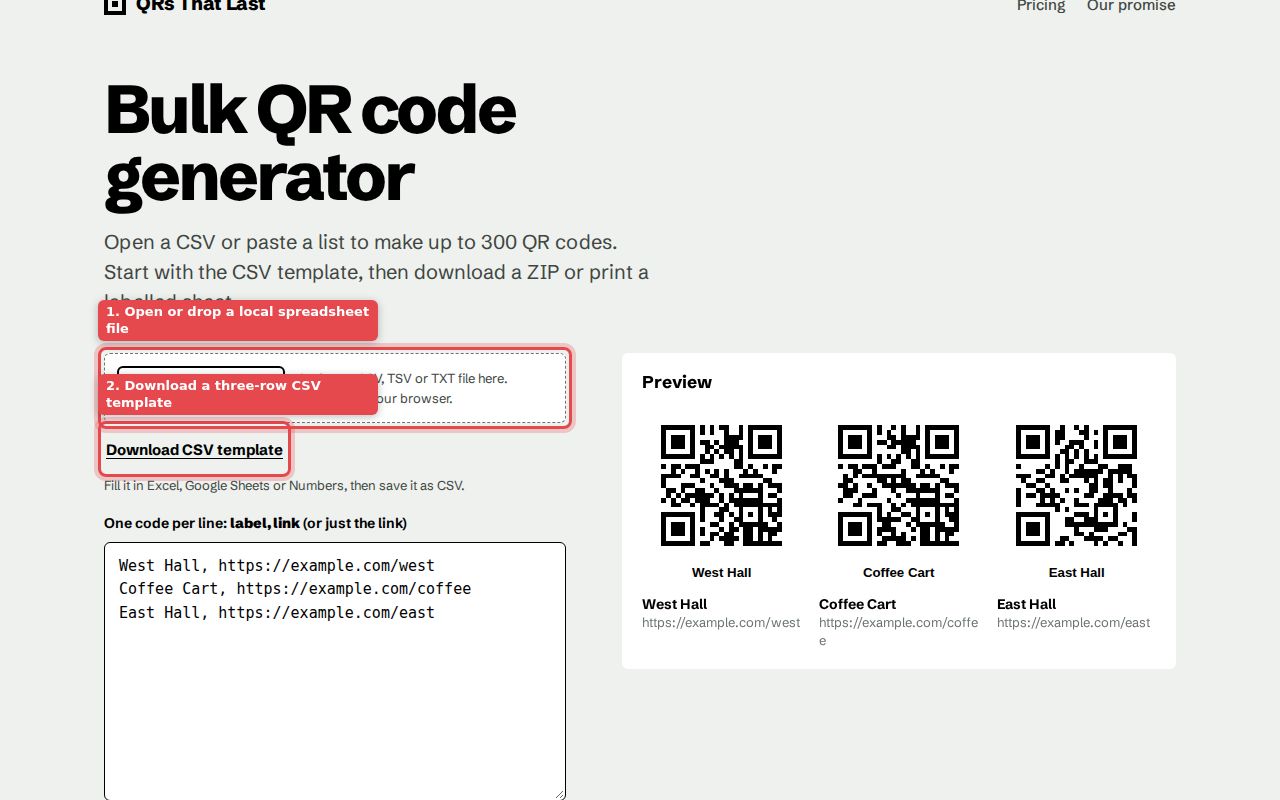 QRs That Last
Pricing
Our promise
Bulk QR code
generator
Open a CSV or paste a list to make up to 300 QR codes.
Start with the CSV template, then download a ZIP or print a
labelled sheet.
1. Open or drop a local spreadsheet
file
TSV or TXT file here.
2. Download a three-row CSV
template
browser.
Download CSV template
Fill it in Excel, Google Sheets or Numbers, then save it as CSV.
One code per line: label,link (or just the link)
West Hall, https://example.com/west
Coffee Cart, https://example.com/coffee
East Hall, https://example.com/east
Preview
West Hall
Coffee Cart
East Hall
West Hall
https://example.com/west
Coffee Cart
https://example.com/coffe
e
East Hall
https://example.com/east